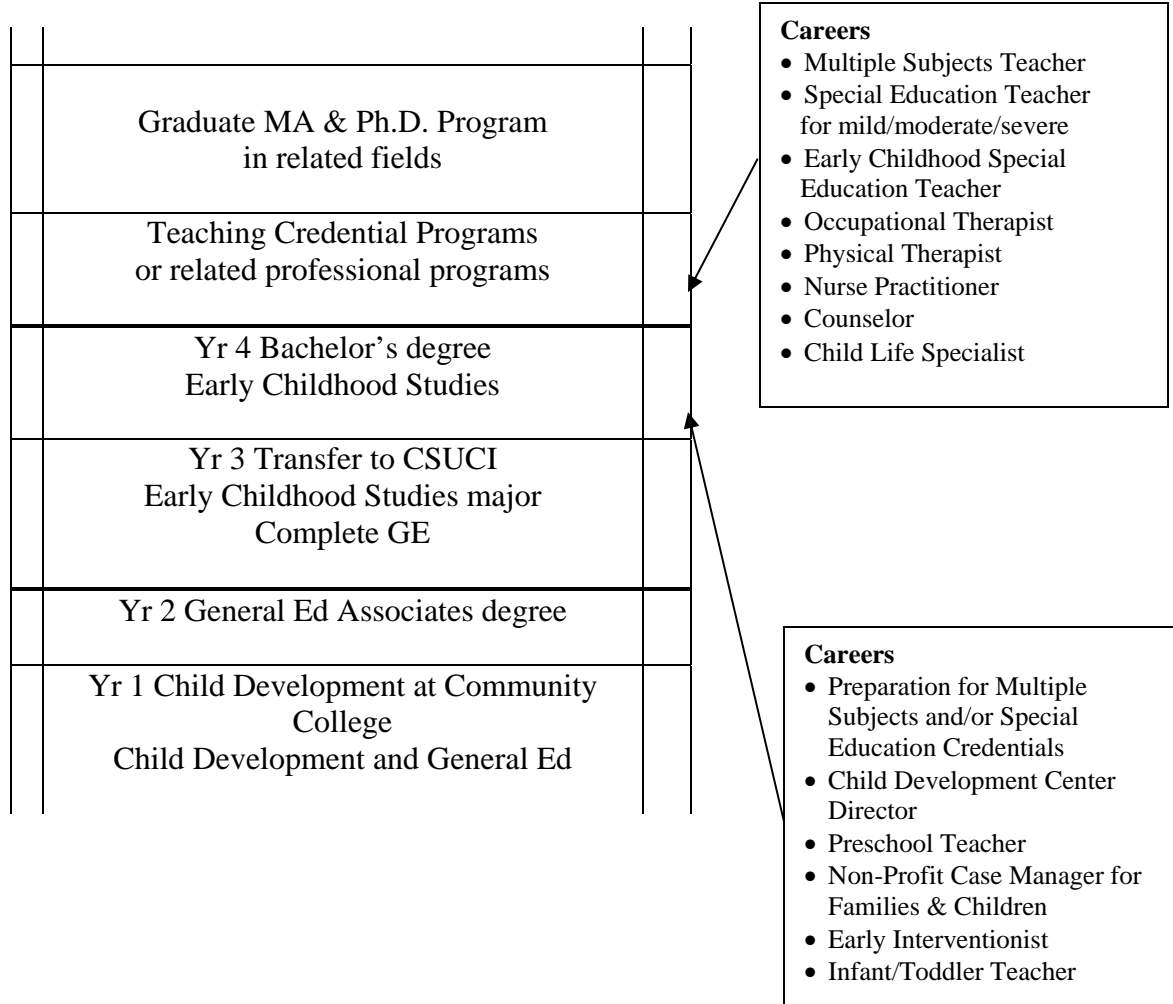 Graduate MA & Ph.D. Program
in related fields
Teaching Credential Programs
or related professional programs
Yr 4 Bachelor’s degree
Early Childhood Studies
Yr 3 Transfer to CSUCI
Early Childhood Studies major
Complete GE
Yr 2 General Ed Associates degree
Yr 1 Child Development at Community
College
Child Development and General Ed
Careers
• Multiple Subjects Teacher
• Special Education Teacher
for mild/moderate/severe
• Early Childhood Special
Education Teacher
• Occupational Therapist
• Physical Therapist
• Nurse Practitioner
• Counselor
• Child Life Specialist
Careers
• Preparation for Multiple
Subjects and/or Special
Education Credentials
• Child Development Center
Director
• Preschool Teacher
• Non-Profit Case Manager for
Families & Children
• Early Interventionist
• Infant/Toddler Teacher